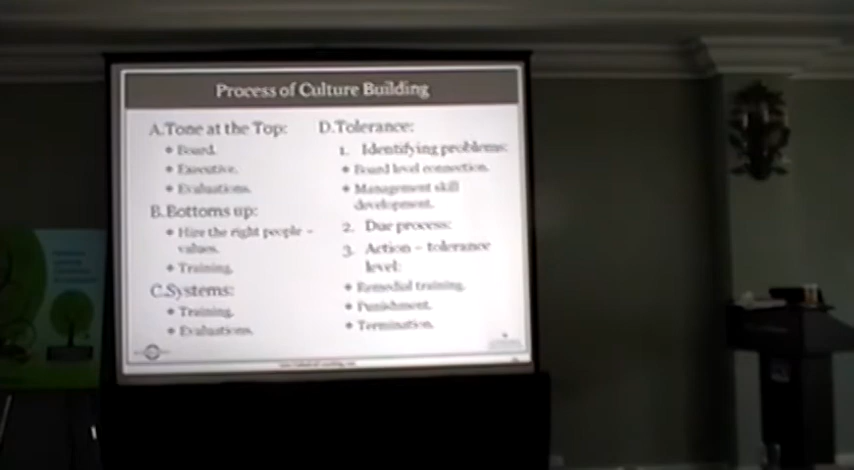 Process of Culture Building
A.Tone at the Top:
Board.
Executive.
Evaluations.
B.Bottoms up:
Hire the right people –
values.
Training.
C.Systems:
Training.
Evaluations.
D.Tolerance:
1. Identifying problems:
Board level connection.
Management skill
development.
2. Due process:
3. Action – tolerance
level:
Remedial training.
Punishment.
Termination.